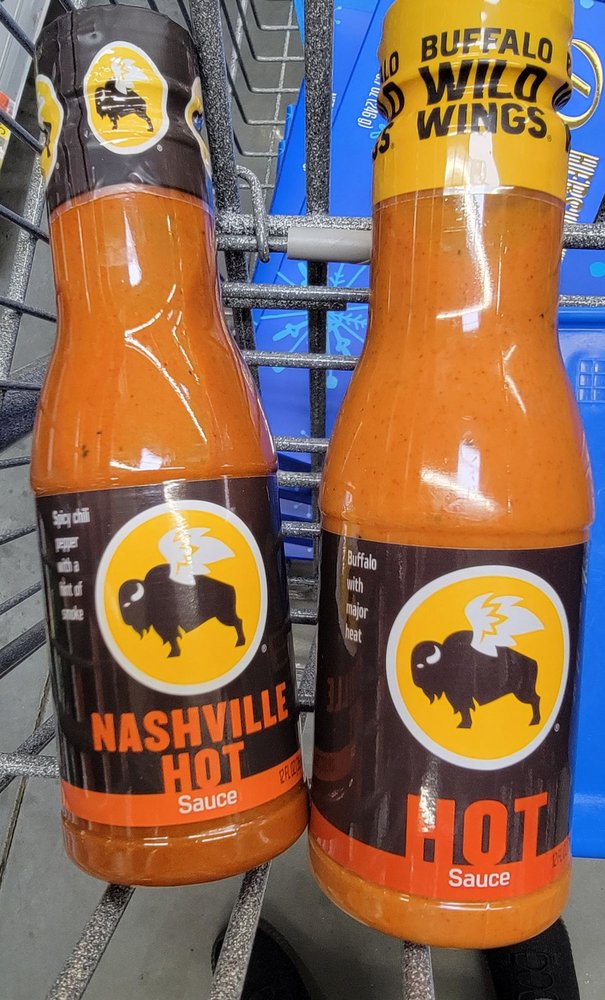 Spicy chili
pepper
with a
hint of
smoke
NASHVILLE
HOT
Sauce
BUFFALO
WILD
WINGS
Buffalo
with
major
heat
HOT
Sauce